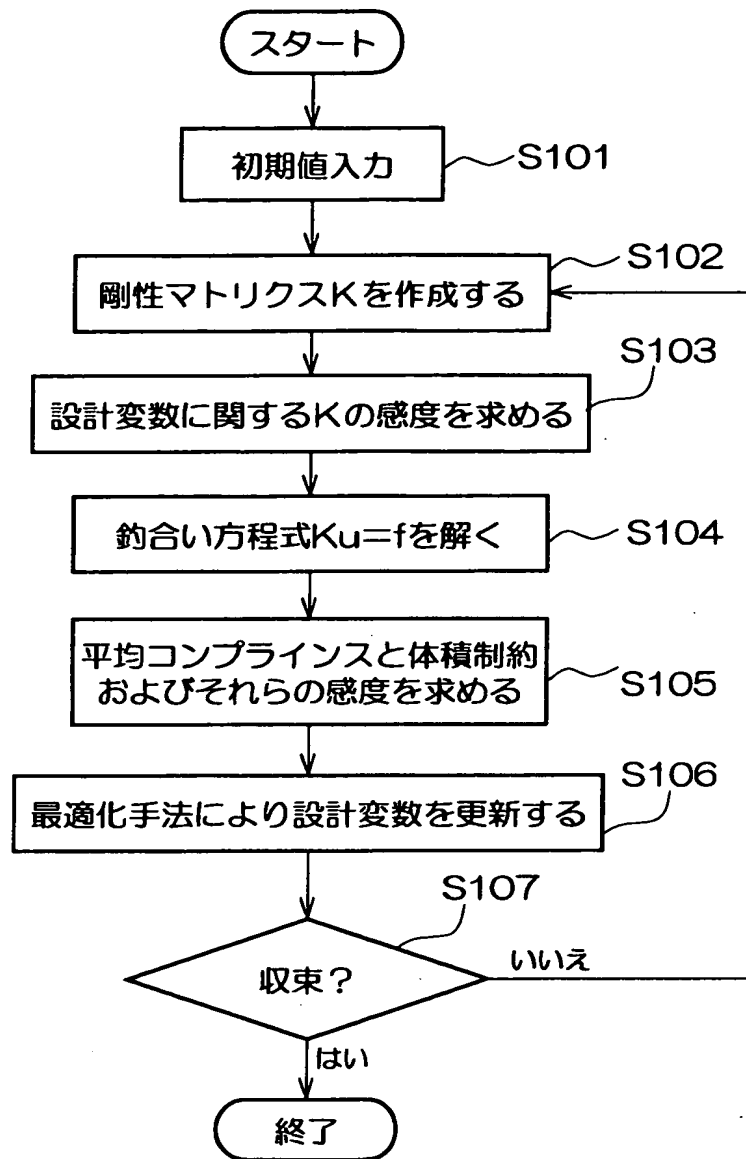 スタート
初期値入力
S101
剛性マトリクスKを作成する
S102
設計変数に関するKの感度を求める
S103
釣合い方程式Ku=fを解く
S104
平均コンプラインスと体積制約
およびそれらの感度を求める
S105
最適化手法により設計変数を更新する
S106
収束?
S107
いいえ
はい
終了